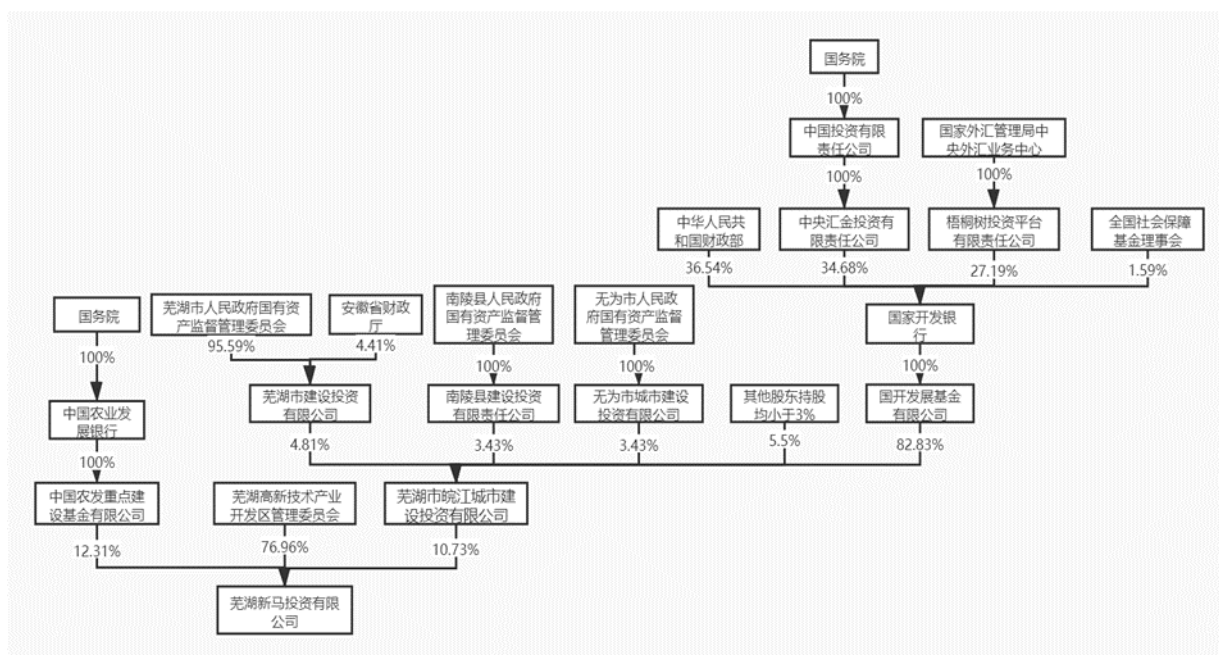 国务院
100%
中国投资有限
责任公司
国家外汇管理局中
央外汇业务中心
100%
100%
中华人民共
和国财政部
中央汇金投资有
限责任公司
梧桐树投资平台
有限责任公司
全国社会保障
基金理事会
36.54%
34.68%
27.19%
1.59%
国务院
芜湖市人民政府国有资
产监督管理委员会
安徽省财政
厅
南陵县人民政府
国有资产监督管
理委员会
无为市人民政
府国有资产监督
管理委员会
国家开发银
行
95.59%
4.41%
100%
100%
100%
100%
芜湖市建设投资
有限公司
南陵县建设投资
有限责任公司
无为市城市建设
投资有限公司
其他股东持股
均小于3%
国开发展基金
有限公司
中国农业发
展银行
4.81%
3.43%
3.43%
5.5%
82.83%
100%
中国农发重点建
设基金有限公司
芜湖高新技术产业
开发区管理委员会
芜湖市皖江城市建
设投资有限公司
12.31%
76.96%
10.73%
芜湖新马投资有限
公司